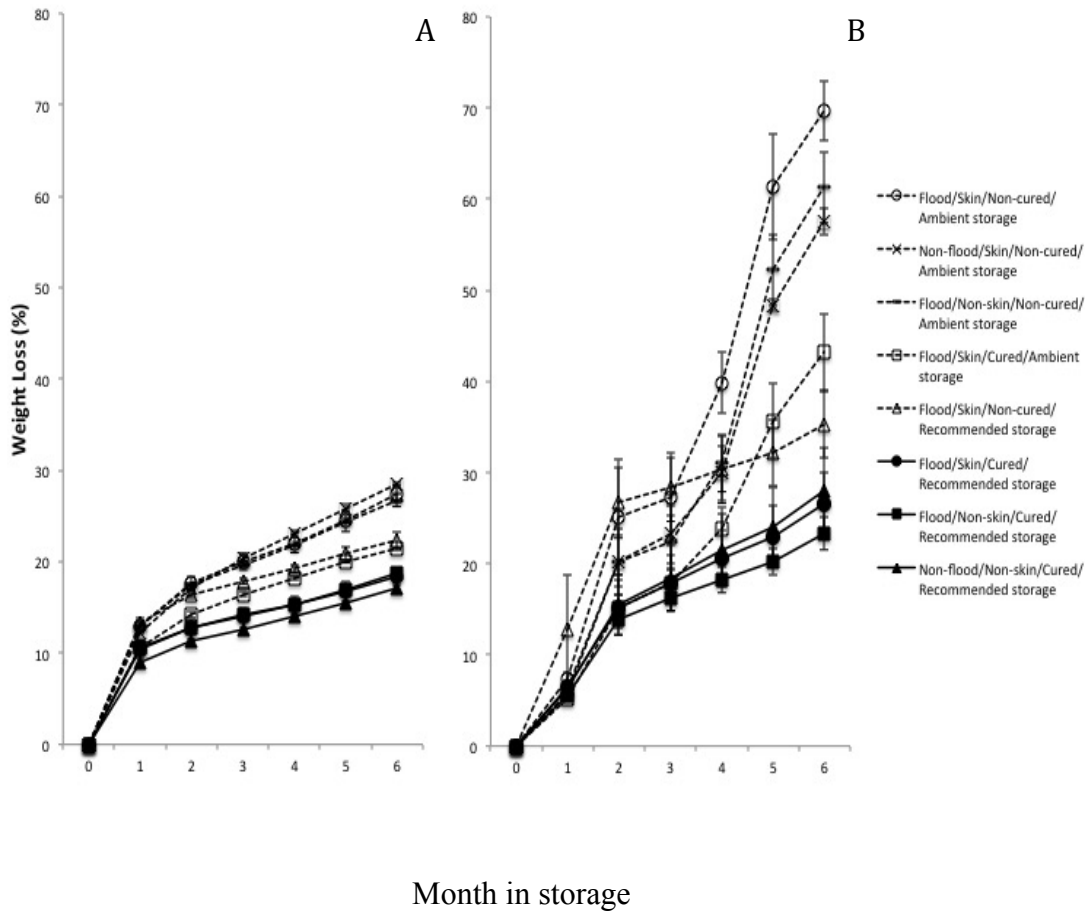 A
B
80
70
60
50
40
30
20
10
0
Weight Loss (%)
0 1 2 3 4 5 6
80
70
60
50
40
30
20
10
0
0 1 2 3 4 5 6
Flood/Skin/Non-cured/
Ambient storage
Non-flood/Skin/Non-cured/
Ambient storage
Flood/Non-skin/Non-cured/
Ambient storage
Flood/Skin/Cured/Ambient
storage
Flood/Skin/Non-cured/
Recommended storage
Flood/Skin/Cured/
Recommended storage
Flood/Non-skin/Cured/
Recommended storage
Non-flood/Non-skin/Cured/
Recommended storage
Month in storage